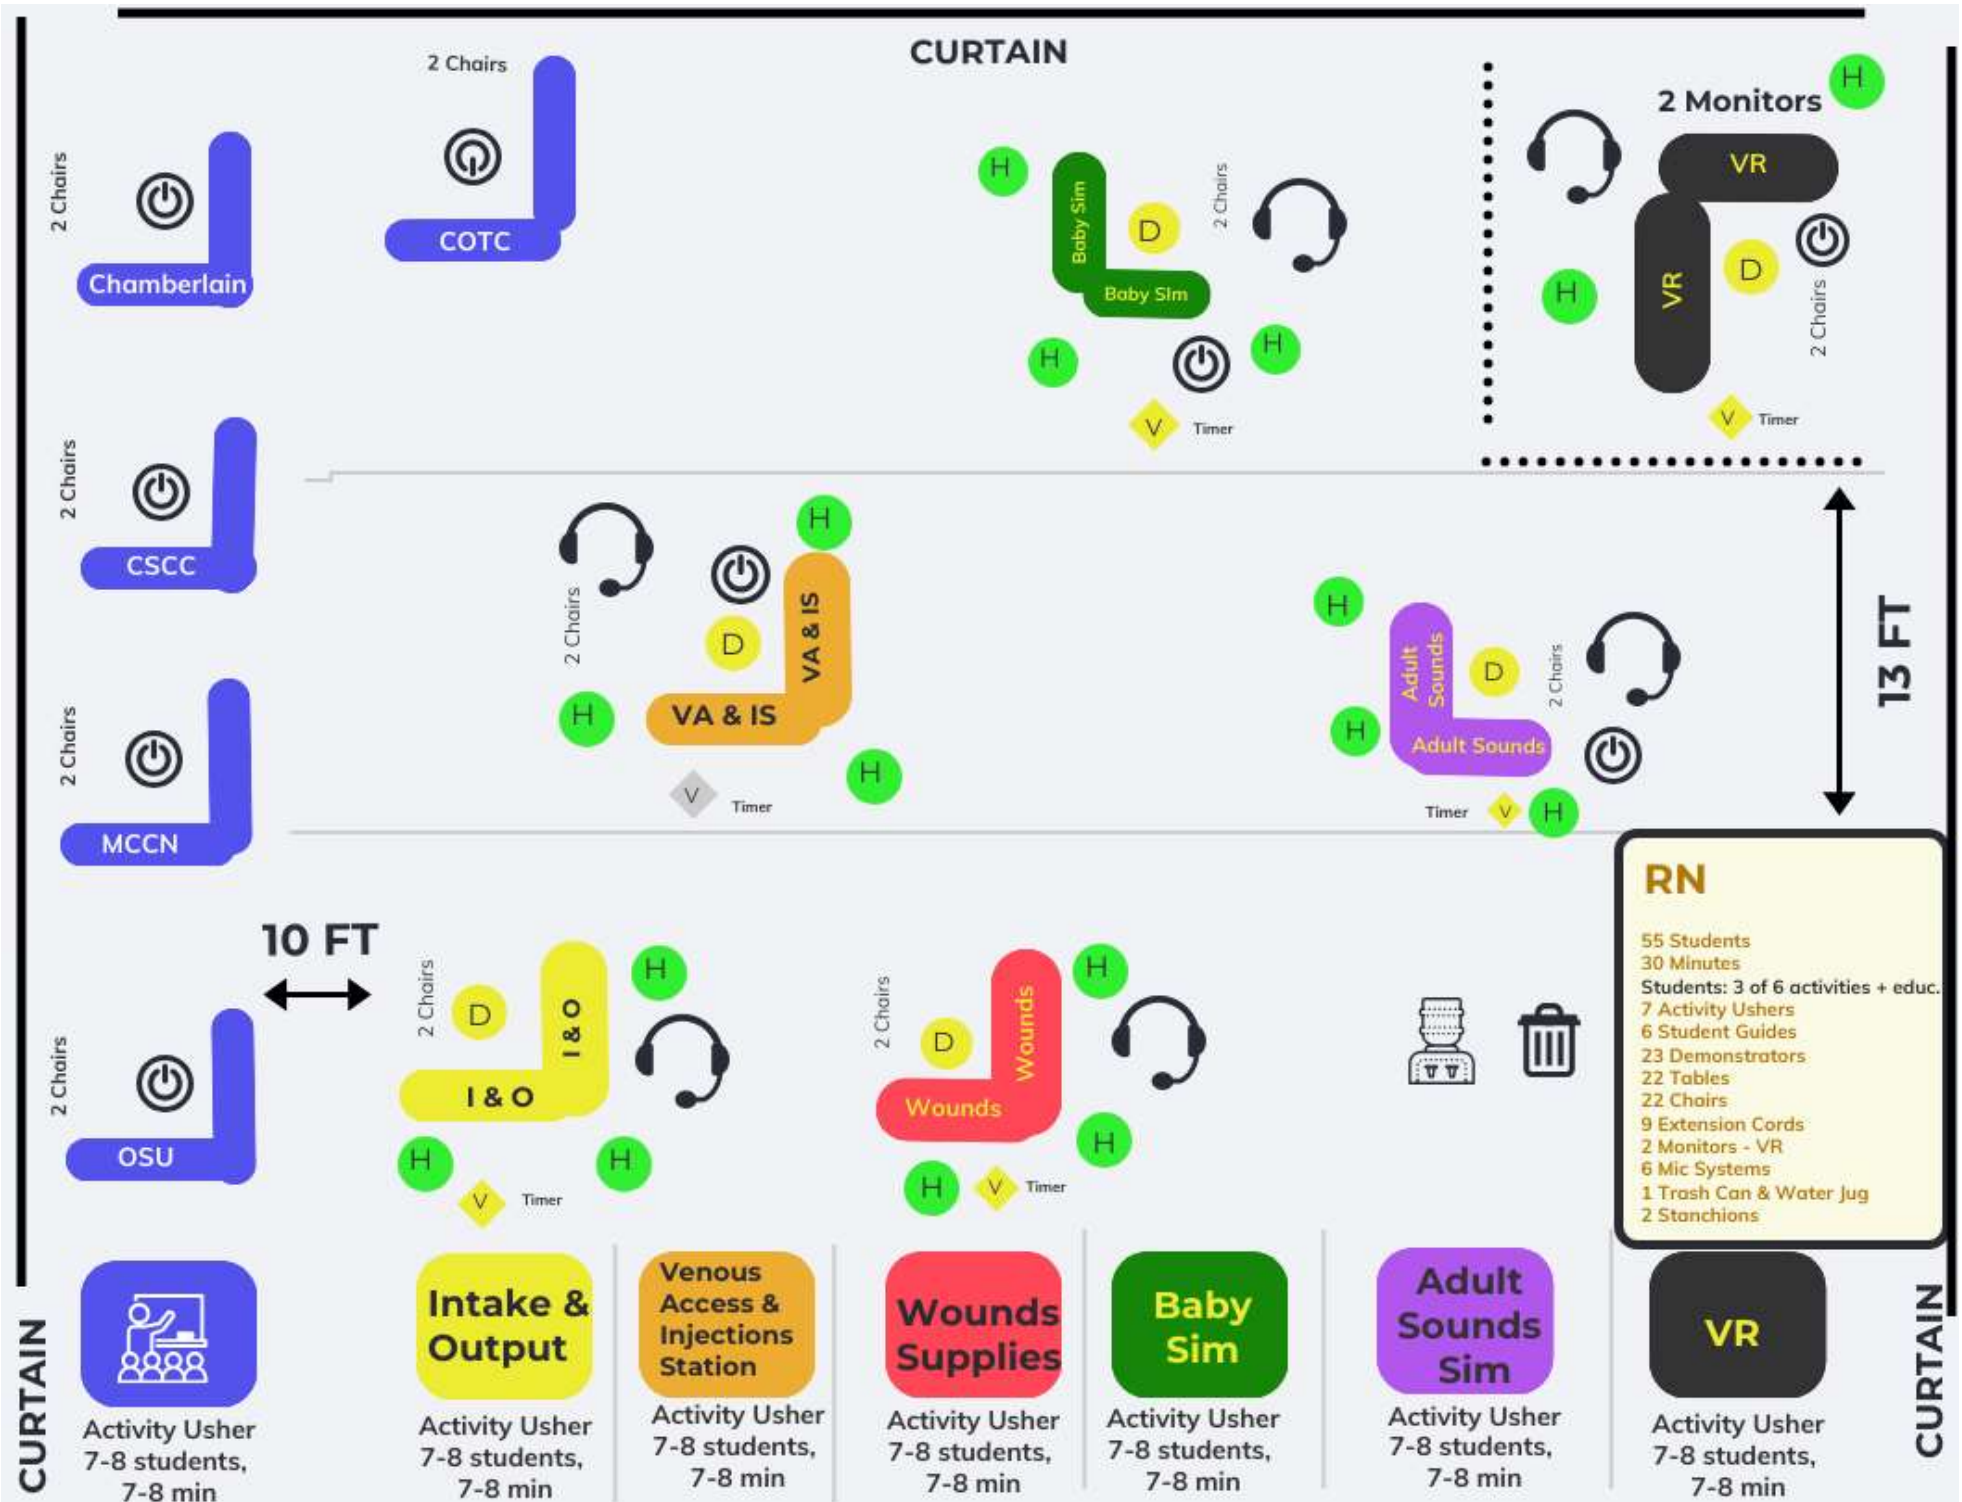 CURTAIN
2 Chairs
COTC
2 Chairs
Chamberlain
H
Baby Sim
D
2 Chairs
Baby SIm
H
H
V
Timer
2 Monitors
H
VR
VR
D
H
2 Chairs
V
Timer
2 Chairs
CSCC
2 Chairs
H
D
VA & IS
VA & IS
H
H
V
Timer
H
Adult
Sounds
D
2 Chairs
H
Adult Sounds
Timer
V
H
13 FT
2 Chairs
MCCN
10 FT
2 Chairs
OSU
2 Chairs
D
I & O
I & O
H
H
H
V
Timer
2 Chairs
D
Wounds
Wounds
H
H
H
V
Timer
RN
55 Students
30 Minutes
Students: 3 of 6 activities + educ.
7 Activity Ushers
6 Student Guides
23 Demonstrators
22 Tables
22 Chairs
9 Extension Cords
2 Monitors - VR
6 Mic Systems
1 Trash Can & Water Jug
2 Stanchions
CURTAIN
Activity Usher
7-8 students,
7-8 min
Intake &
Output
Activity Usher
7-8 students,
7-8 min
Venous
Access &
Injections
Station
Activity Usher
7-8 students,
7-8 min
Wounds
Supplies
Activity Usher
7-8 students,
7-8 min
Baby
Sim
Activity Usher
7-8 students,
7-8 min
Adult
Sounds
Sim
Activity Usher
7-8 students,
7-8 min
VR
Activity Usher
7-8 students,
7-8 min
CURTAIN